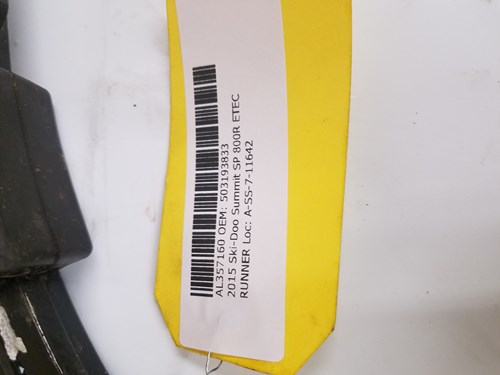 AL357160 OEM: 503193833
2015 Ski-Doo Summit SP 800R ETEC
RUNNER Loc: A-SS-7-11642